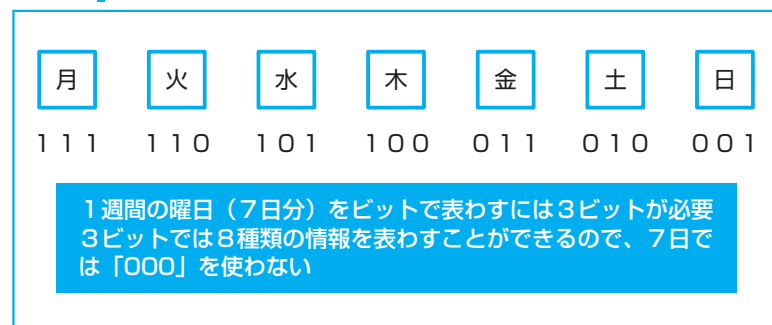 月 火 水 木 金 土 日
111 110 101 100 011 010 001
1週間の曜日（7日分）をビットで表わすには3ビットが必要
3ビットでは8種類の情報を表わすことができるので、7日で
は「000」を使わない